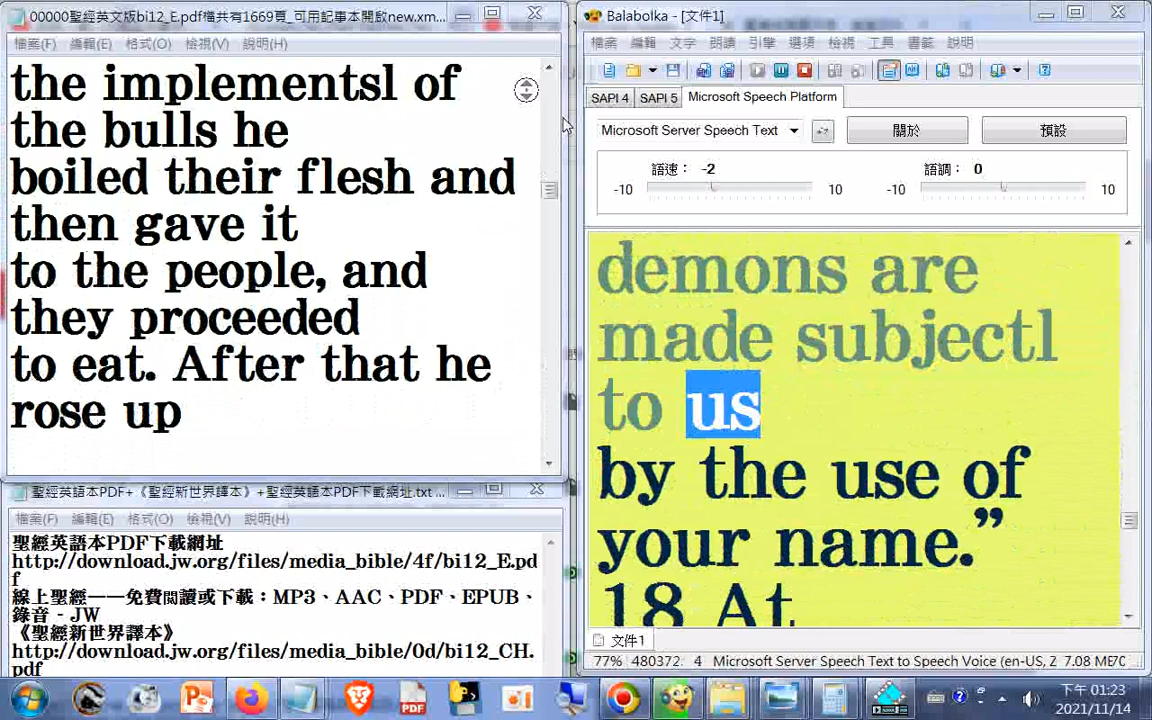 00000聖經英文版bi12_E.pdf檔共有1669頁_可用記事本開啟new.xm...
檔案(F) 編輯(E) 格式(O) 檢視(V) 說明(H)
the implementsl of
the bulls he
boiled their flesh and
then gave it
to the people, and
they proceeded
to eat. After that he
rose up
聖經英語本PDF+《聖經新世界譯本》+聖經英語本PDF下載網址.txt ...
檔案(F) 編輯(E) 格式(O) 檢視(V) 說明(H)
聖經英語本PDF下載網址
http://download.jw.org/files/media_bible/4f/bi12_E.pd
f
線上聖經——免費閱讀或下載：MP3、AAC、PDF、EPUB、
錄音 - JW
《聖經新世界譯本》
http://download.jw.org/files/media_bible/0d/bi12_CH.
pdf
Balabolka - [文件1]
檔案 編輯 文字 朗讀 引擎 選項 檢視 工具 書籤 說明
SAPI 4 SAPI 5 Microsoft Speech Platform
Microsoft Server Speech Text 關於 預設
語速： -2 語調： 0
-10 10 -10 10
demons are
made subjectl
to us
by the use of
your name.”
18 At
文件1
77% 480372. 4 Microsoft Server Speech Text to Speech Voice (en-US, Z 7.08 ME70
下午 01:23
2021/11/14